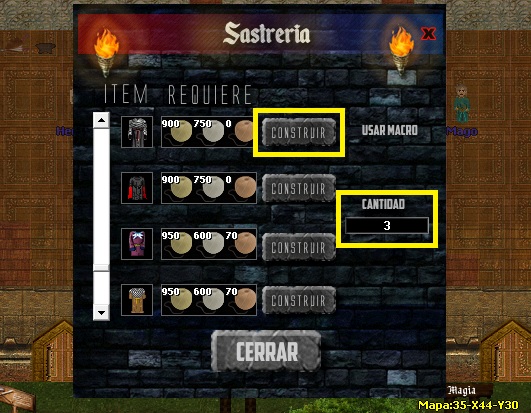 Sastreria
X
ITEM REQUIERE
900 750 0 CONSTRUIR USAR MACRO
Mago
900 750 0 CONSTRUIR
CANTIDAD
3
950 600 70 CONSTRUIR
950 600 70 CONSTRUIR
CERRAR
Magia
Mapa:35-X44-Y30